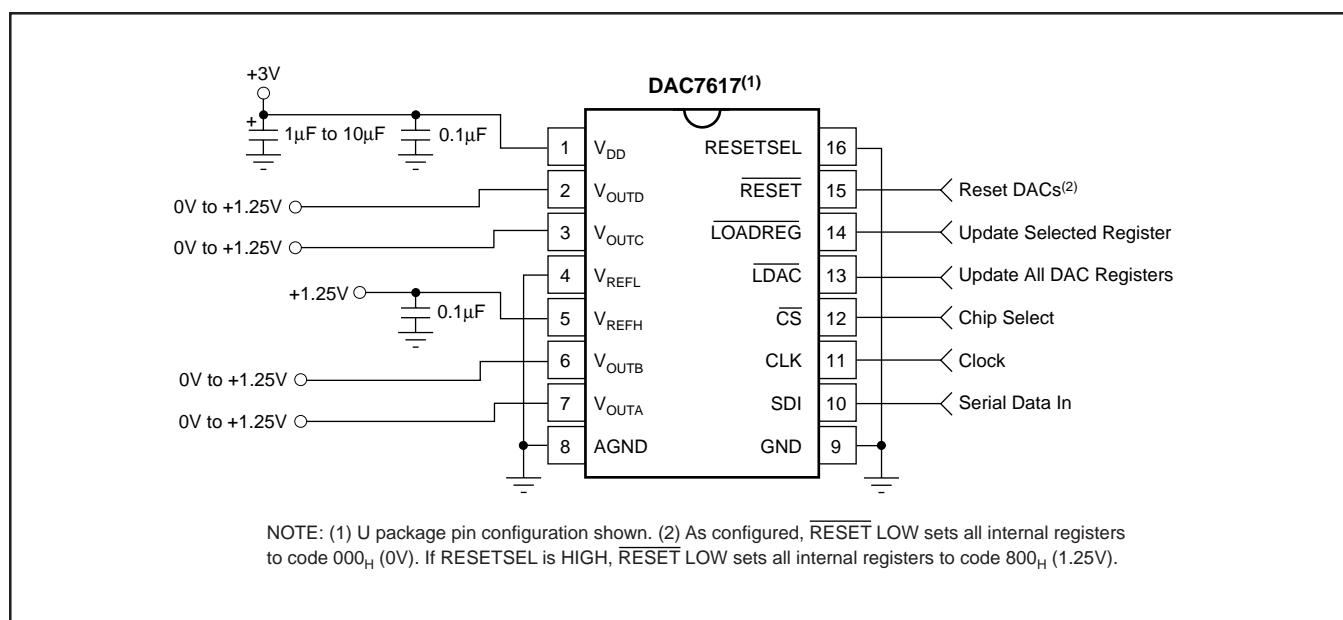 DAC7617(1)
+3V
+
1µF to 10µF
0.1µF
0V to +1.25V
0V to +1.25V
+1.25V
0.1µF
0V to +1.25V
0V to +1.25V
1 VDD
2 VOUTD
3 VOUTC
4 VREFL
5 VREFH
6 VOUTB
7 VOUTA
8 AGND
RESETSEL 16
RESET 15 Reset DACs(2)
LOADREG 14 Update Selected Register
LDAC 13 Update All DAC Registers
CS 12 Chip Select
CLK 11 Clock
SDI 10 Serial Data In
GND 9
NOTE: (1) U package pin configuration shown. (2) As configured, RESET LOW sets all internal registers
to code 000H (0V). If RESETSEL is HIGH, RESET LOW sets all internal registers to code 800H (1.25V).